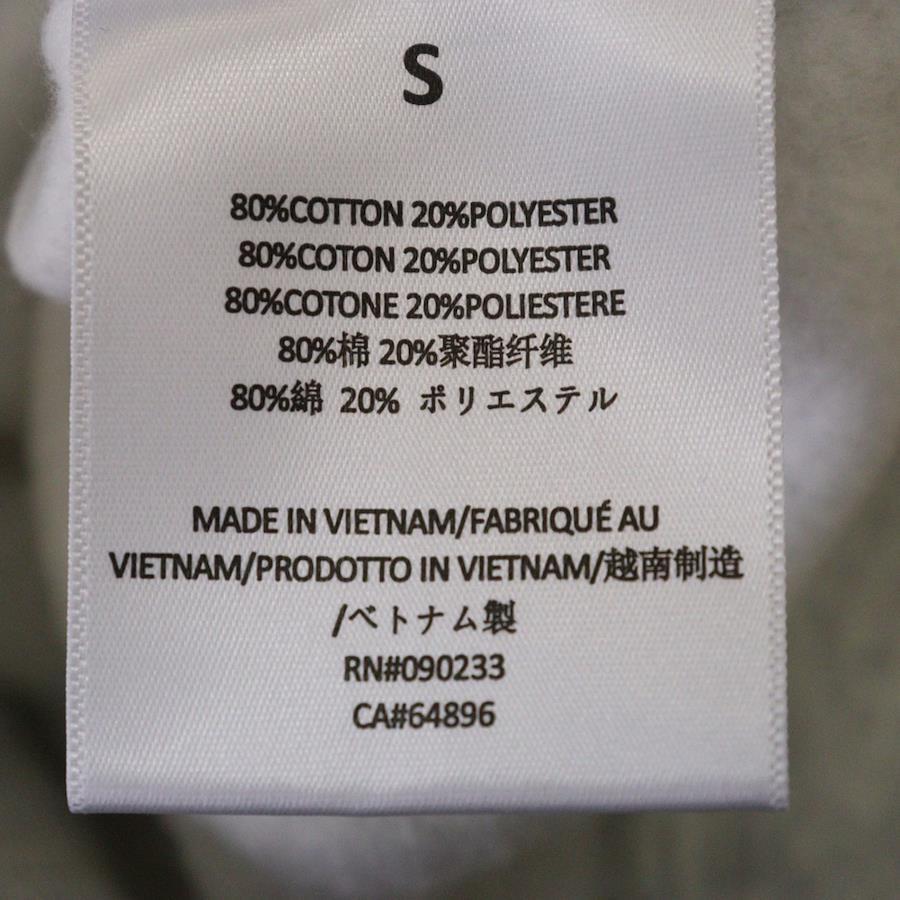 S
80%COTTON 20%POLYESTER
80%COTON 20%POLYESTER
80%COTONE 20%POLIESTERE
80%棉 20%聚酯纤维
80%綿 20% ポリエステル
MADE IN VIETNAM/FABRIQUÉ AU
VIETNAM/PRODOTTO IN VIETNAM/越南制造
/ベトナム製
RN#090233
CA#64896